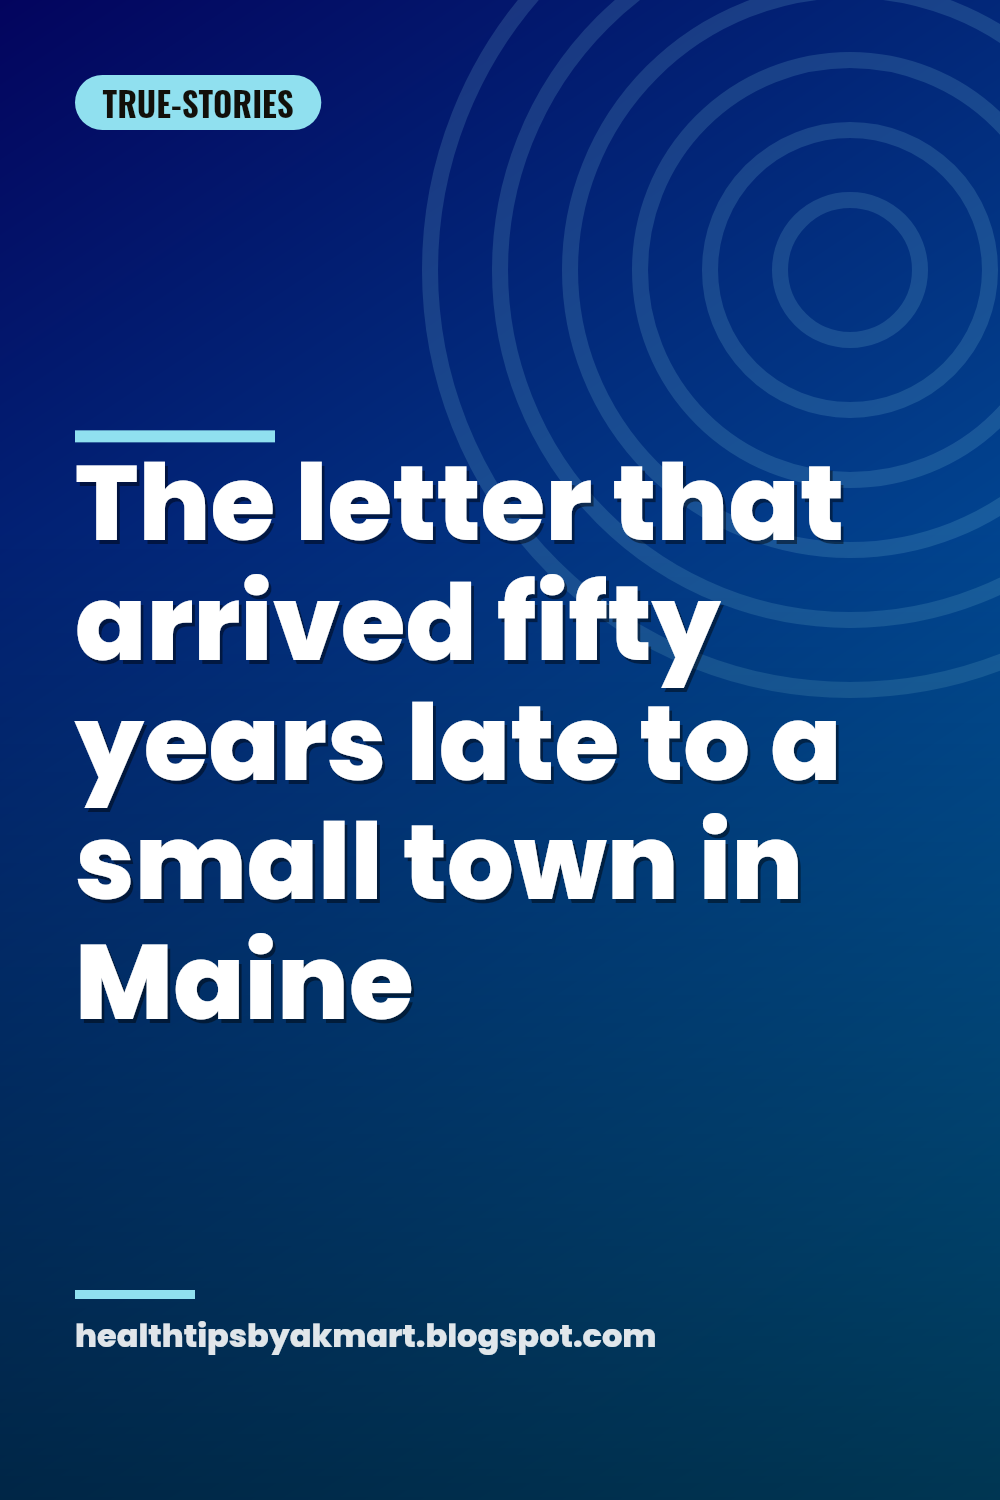 TRUE-STORIES
The letter that
arrived fifty
years late to a
small town in
Maine
healthtipsbyakmart.blogspot.com